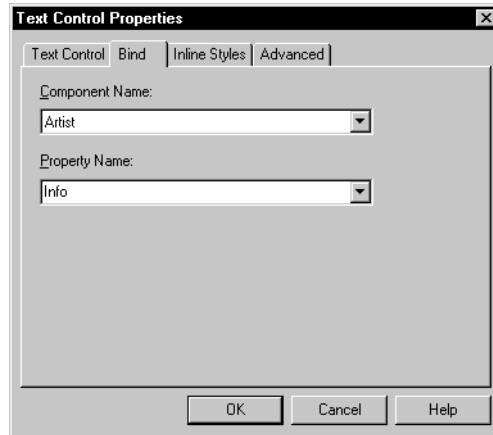 Text Control Properties
Text Control Bind Inline Styles Advanced
Component Name:
Artist
Property Name:
Info
OK Cancel Help